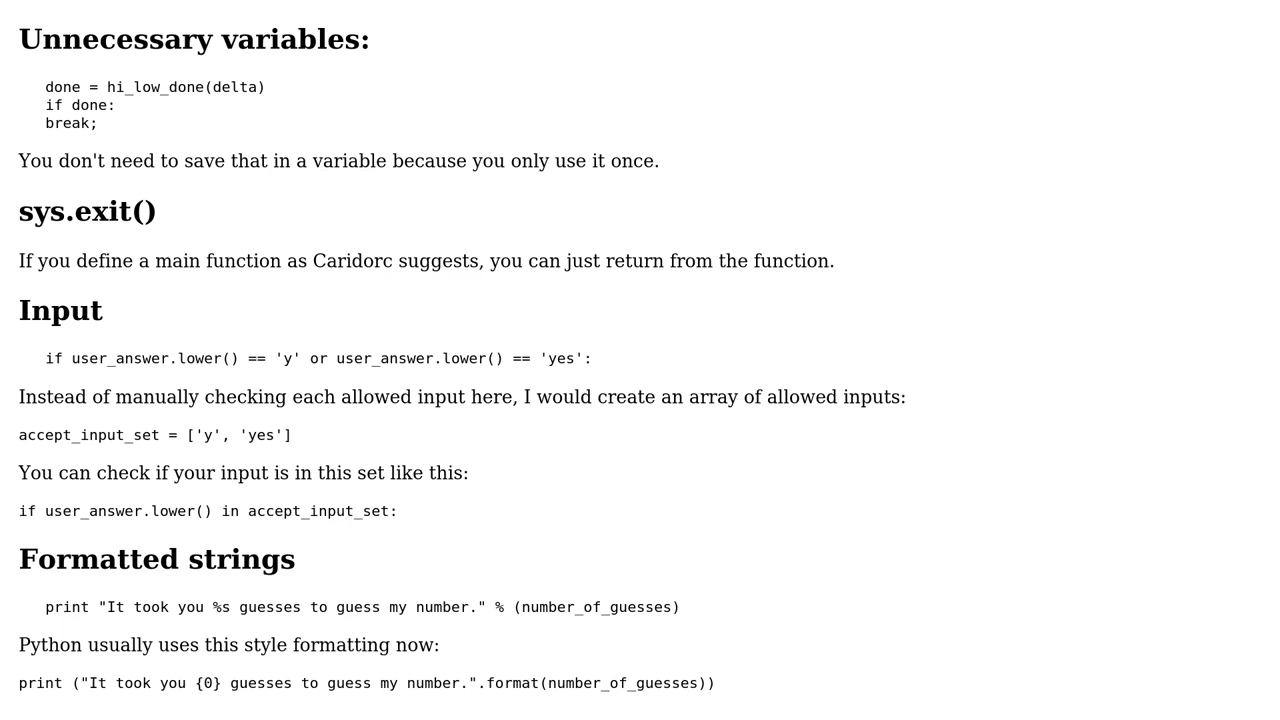 Unnecessary variables:
done = hi_low_done(delta)
if done:
break;
You don't need to save that in a variable because you only use it once.
sys.exit()
If you define a main function as Caridorc suggests, you can just return from the function.
Input
if user_answer.lower() == 'y' or user_answer.lower() == 'yes':
Instead of manually checking each allowed input here, I would create an array of allowed inputs:
accept_input_set = ['y', 'yes']
You can check if your input is in this set like this:
if user_answer.lower() in accept_input_set:
Formatted strings
print "It took you %s guesses to guess my number." % (number_of_guesses)
Python usually uses this style formatting now:
print ("It took you {0} guesses to guess my number.".format(number_of_guesses))